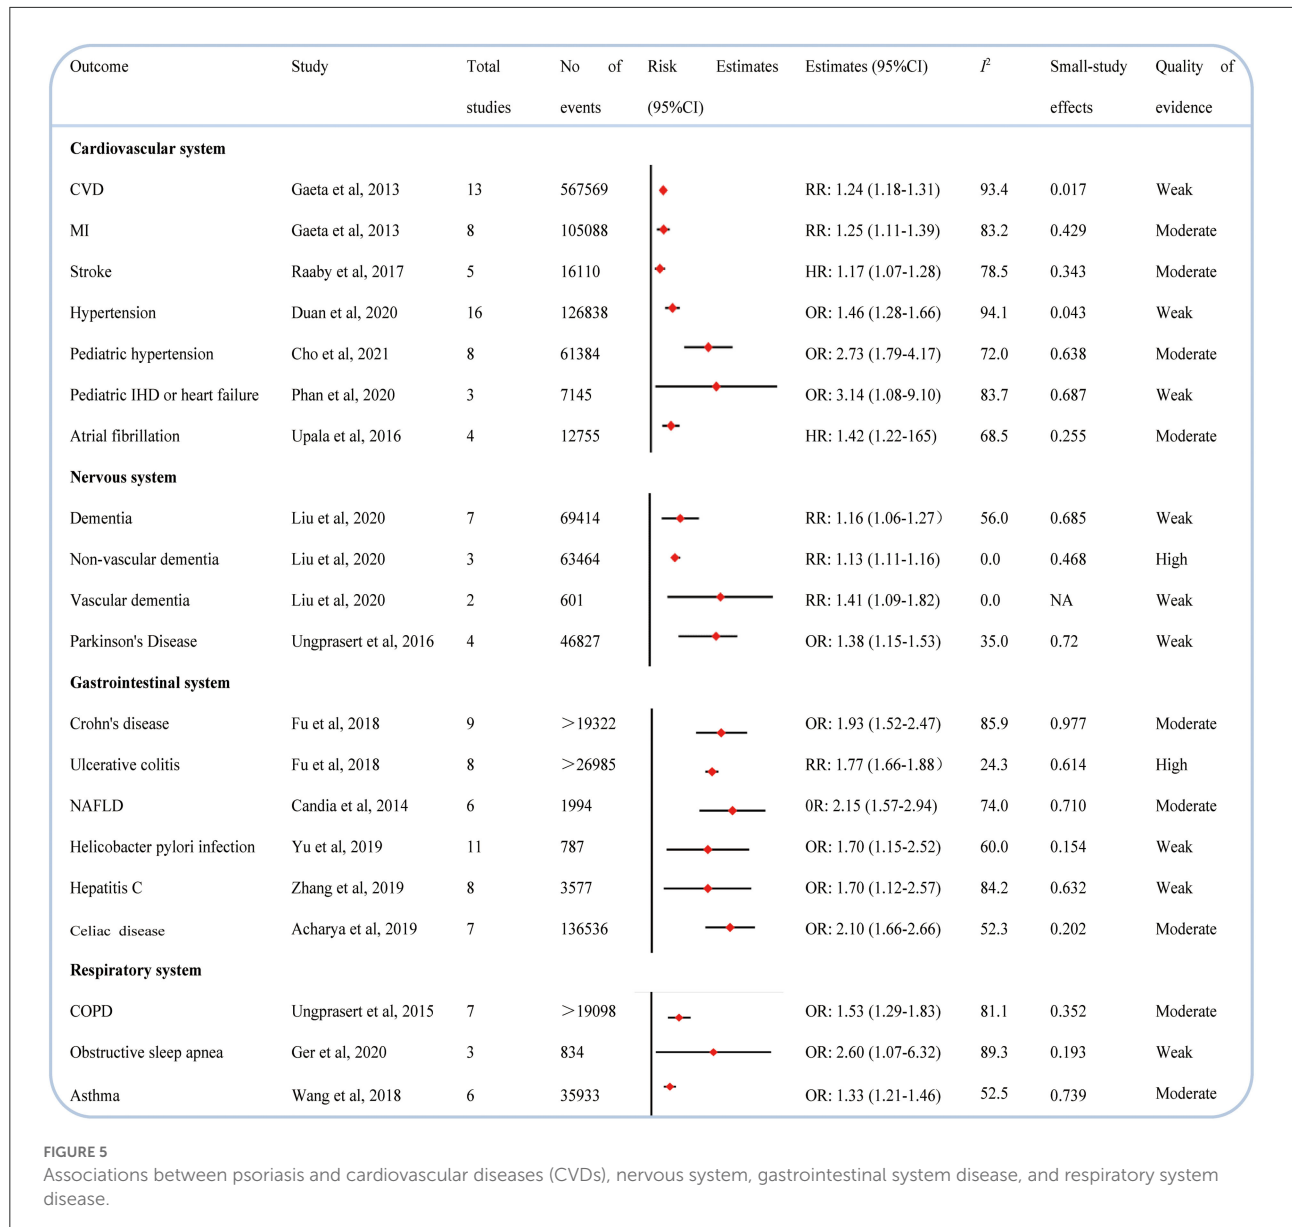 Outcome Study Total No of Risk Estimates Estimates (95%CI) I² Small-study Quality of
studies events (95%CI) effects evidence
Cardiovascular system
CVD Gaeta et al, 2013 13 567569 RR: 1.24 (1.18-1.31) 93.4 0.017 Weak
MI Gaeta et al, 2013 8 105088 RR: 1.25 (1.11-1.39) 83.2 0.429 Moderate
Stroke Raaby et al, 2017 5 16110 HR: 1.17 (1.07-1.28) 78.5 0.343 Moderate
Hypertension Duan et al, 2020 16 126838 OR: 1.46 (1.28-1.66) 94.1 0.043 Weak
Pediatric hypertension Cho et al, 2021 8 61384 OR: 2.73 (1.79-4.17) 72.0 0.638 Moderate
Pediatric IHD or heart failure Phan et al, 2020 3 7145 OR: 3.14 (1.08-9.10) 83.7 0.687 Weak
Atrial fibrillation Upala et al, 2016 4 12755 HR: 1.42 (1.22-165) 68.5 0.255 Moderate
Nervous system
Dementia Liu et al, 2020 7 69414 RR: 1.16 (1.06-1.27） 56.0 0.685 Weak
Non-vascular dementia Liu et al, 2020 3 63464 RR: 1.13 (1.11-1.16) 0.0 0.468 High
Vascular dementia Liu et al, 2020 2 601 RR: 1.41 (1.09-1.82) 0.0 NA Weak
Parkinson's Disease Ungprasert et al, 2016 4 46827 OR: 1.38 (1.15-1.53) 35.0 0.72 Weak
Gastrointestinal system
Crohn's disease Fu et al, 2018 9 ＞19322 OR: 1.93 (1.52-2.47) 85.9 0.977 Moderate
Ulcerative colitis Fu et al, 2018 8 ＞26985 RR: 1.77 (1.66-1.88） 24.3 0.614 High
NAFLD Candia et al, 2014 6 1994 0R: 2.15 (1.57-2.94) 74.0 0.710 Moderate
Helicobacter pylori infection Yu et al, 2019 11 787 OR: 1.70 (1.15-2.52) 60.0 0.154 Weak
Hepatitis C Zhang et al, 2019 8 3577 OR: 1.70 (1.12-2.57) 84.2 0.632 Weak
Celiac disease Acharya et al, 2019 7 136536 OR: 2.10 (1.66-2.66) 52.3 0.202 Moderate
Respiratory system
COPD Ungprasert et al, 2015 7 ＞19098 OR: 1.53 (1.29-1.83) 81.1 0.352 Moderate
Obstructive sleep apnea Ger et al, 2020 3 834 OR: 2.60 (1.07-6.32) 89.3 0.193 Weak
Asthma Wang et al, 2018 6 35933 OR: 1.33 (1.21-1.46) 52.5 0.739 Moderate
FIGURE 5
Associations between psoriasis and cardiovascular diseases (CVDs), nervous system, gastrointestinal system disease, and respiratory system
disease.